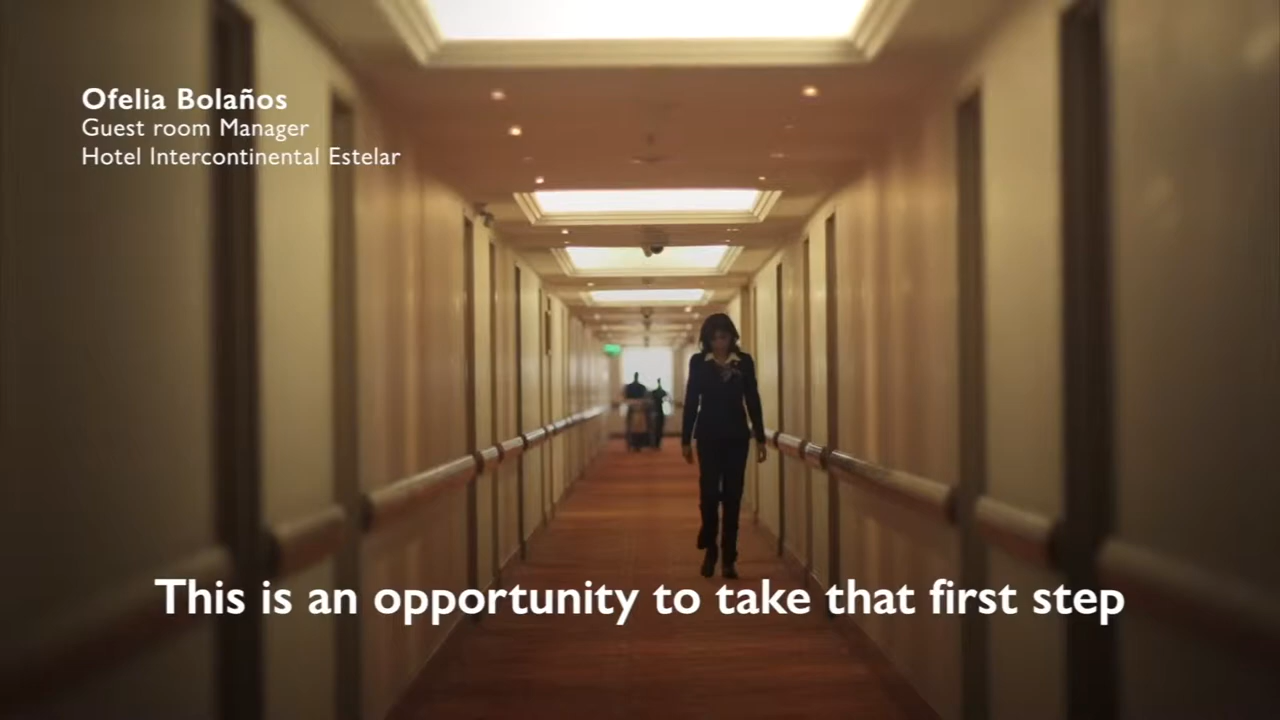 Ofelia Bolaños
Guest room Manager
Hotel Intercontinental Estelar
This is an opportunity to take that first step